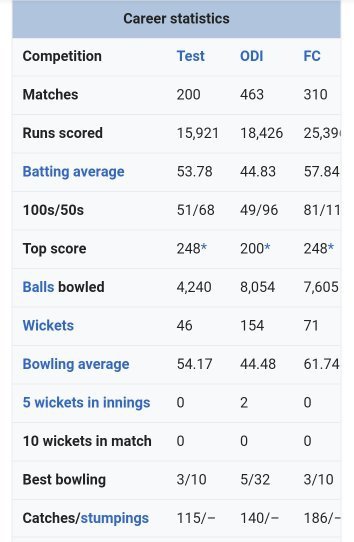 Career statistics
Competition Test ODI FC
Matches 200 463 310
Runs scored 15,921 18,426 25,39
Batting average 53.78 44.83 57.84
100s/50s 51/68 49/96 81/11
Top score 248* 200* 248*
Balls bowled 4,240 8,054 7,605
Wickets 46 154 71
Bowling average 54.17 44.48 61.74
5 wickets in innings 0 2 0
10 wickets in match 0 0 0
Best bowling 3/10 5/32 3/10
Catches/stumpings 115/– 140/– 186/–